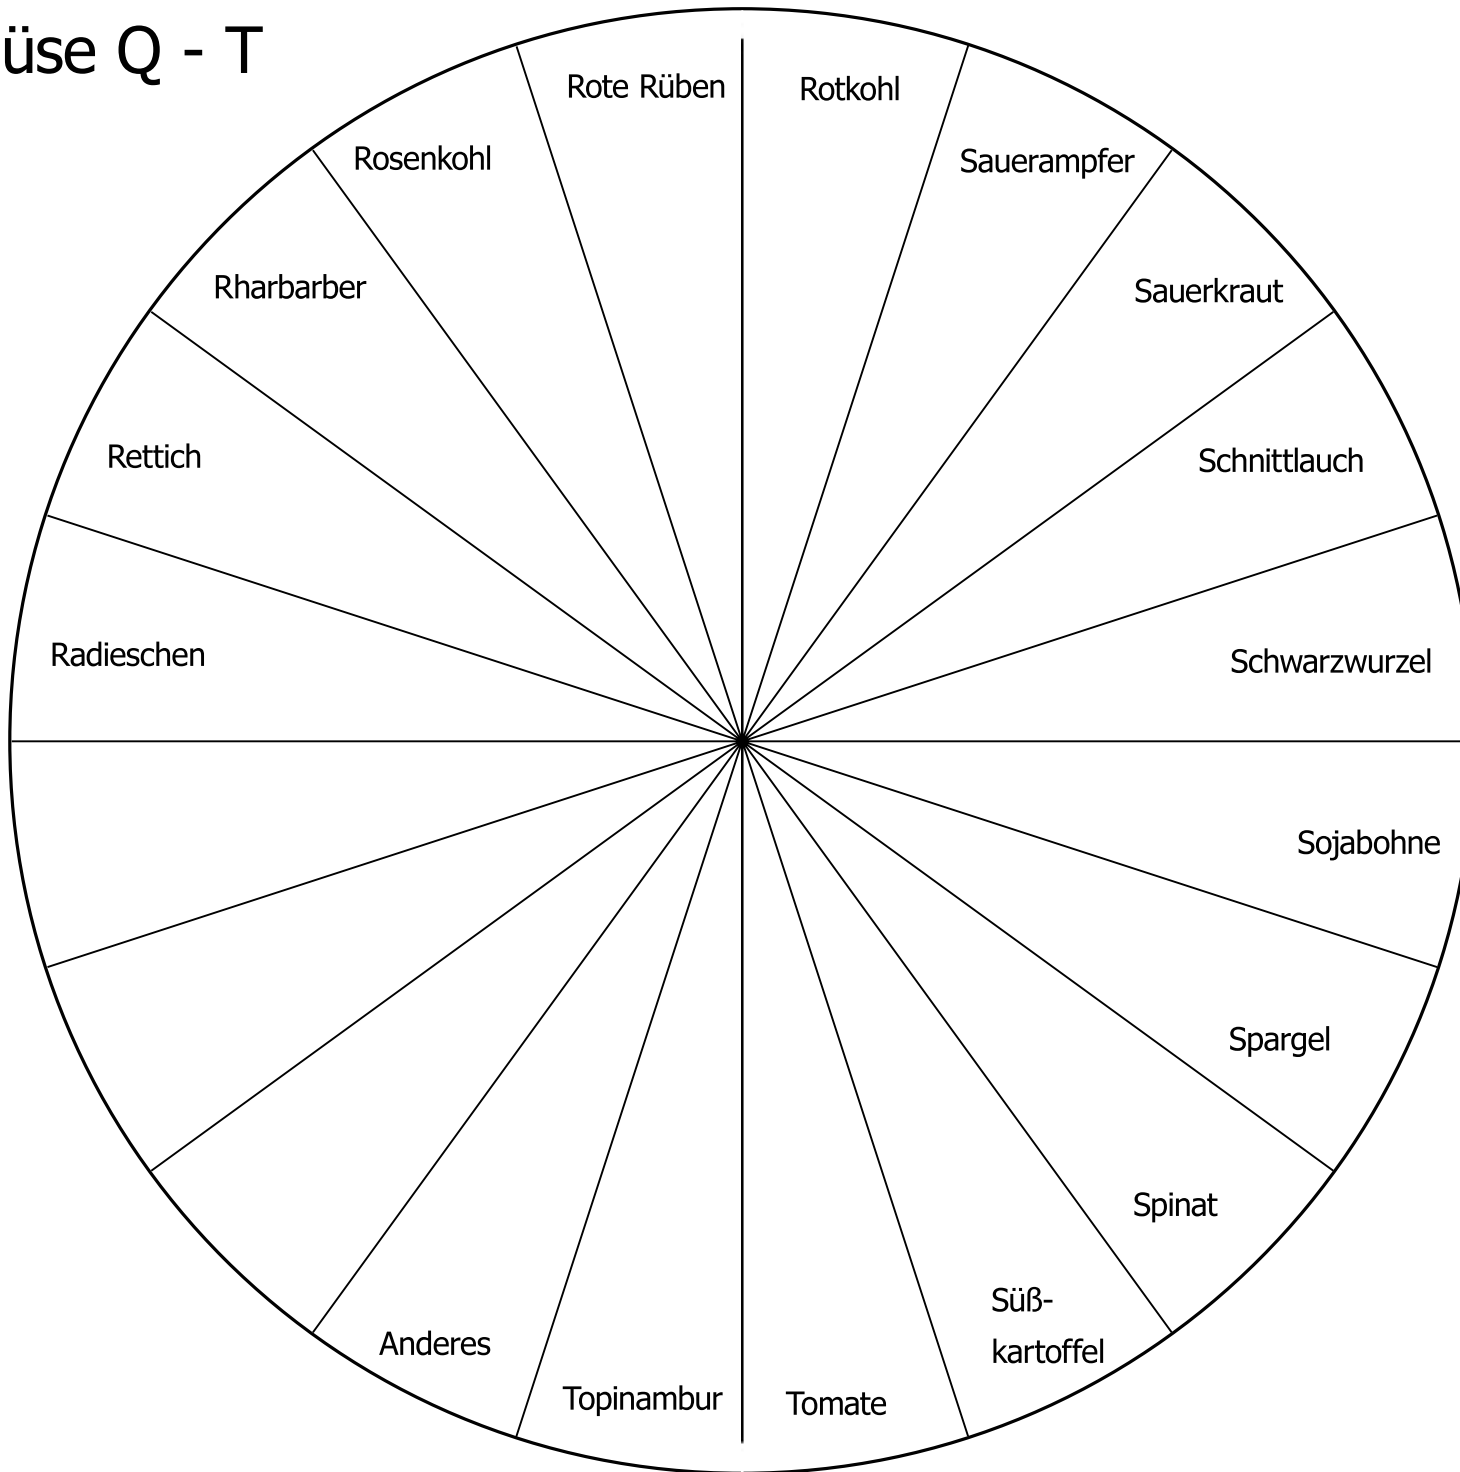 üse Q - T
Rote Rüben
Rotkohl
Rosenkohl
Sauerampfer
Rharbarber
Sauerkraut
Rettich
Schnittlauch
Radieschen
Schwarzwurzel
Sojabohne
Spargel
Spinat
Süß-
kartoffel
Anderes
Topinambur
Tomate